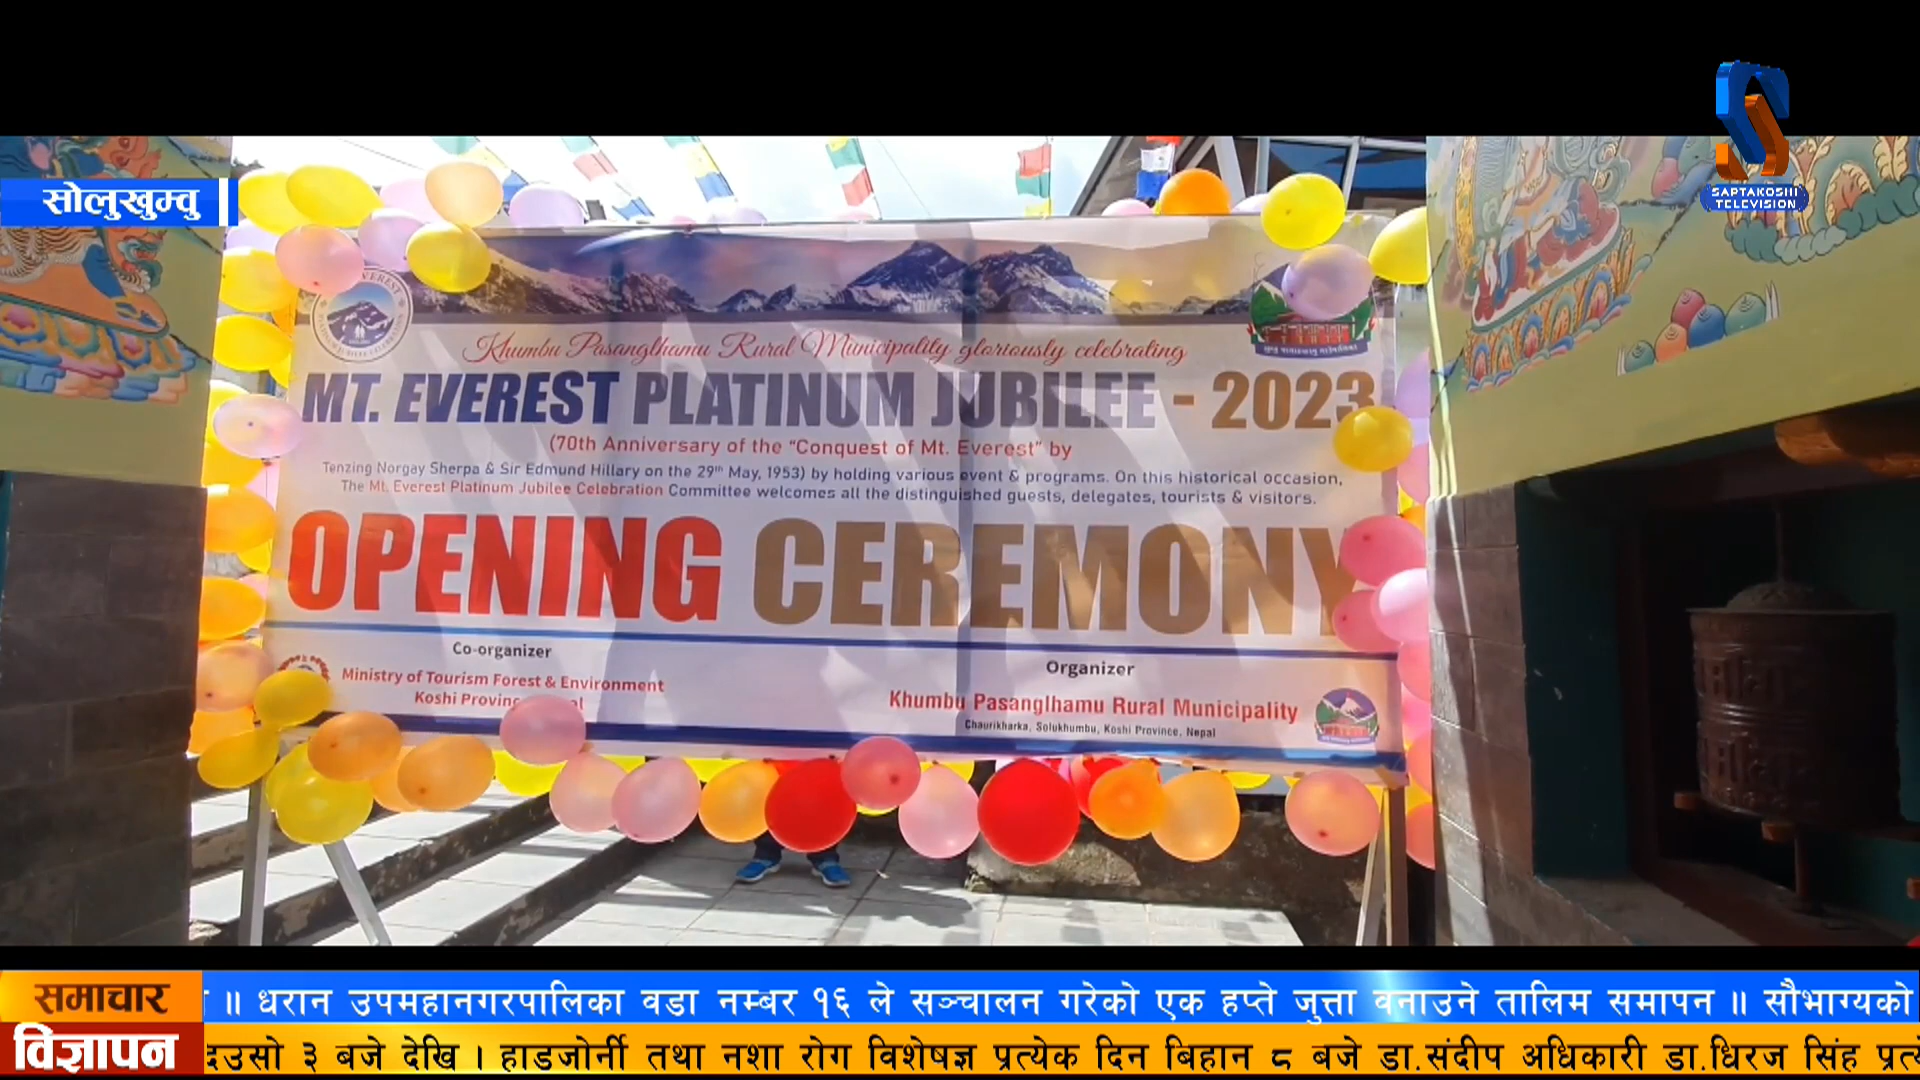 SAPTAKOSHI
TELEVISION
सोलुखुम्वु
Khumbu Pasanglhamu Rural Municipality gloriously celebrating
MT. EVEREST PLATINUM JUBILEE - 2023
(70th Anniversary of the “Conquest of Mt. Everest” by
Tenzing Norgay Sherpa & Sir Edmund Hillary on the 29th May, 1953) by holding various event & programs. On this historical occasion,
The Mt. Everest Platinum Jubilee Celebration Committee welcomes all the distinguished guests, delegates, tourists & visitors.
OPENING CEREMONY
Co-organizer
Ministry of Tourism Forest & Environment
Koshi Province
Organizer
Khumbu Pasanglhamu Rural Municipality
Chaurikharka, Solukhumbu, Koshi Province, Nepal
समाचार
॥ धरान उपमहानगरपालिका वडा नम्बर १६ ले सञ्चालन गरेको एक हप्ते जुत्ता वनाउने तालिम समापन ॥ सौभाग्यको
विज्ञापन
दिउसो ३ बजे देखि । हाडजोर्नी तथा नशा रोग विशेषज्ञ प्रत्येक दिन बिहान ८ बजे डा.संदीप अधिकारी डा.धिरज सिंह